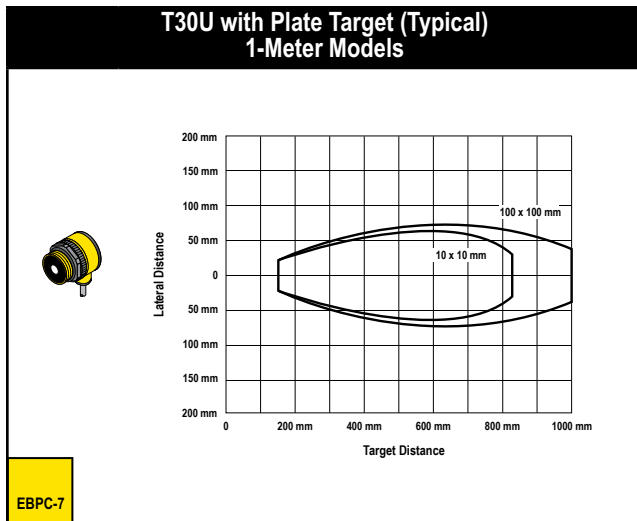 T30U with Plate Target (Typical)
1-Meter Models
200 mm
150 mm
100 mm
50 mm
0
50 mm
100 mm
150 mm
200 mm
Lateral Distance
100 x 100 mm
10 x 10 mm
0
200 mm
400 mm
600 mm
800 mm
1000 mm
Target Distance
EBPC-7